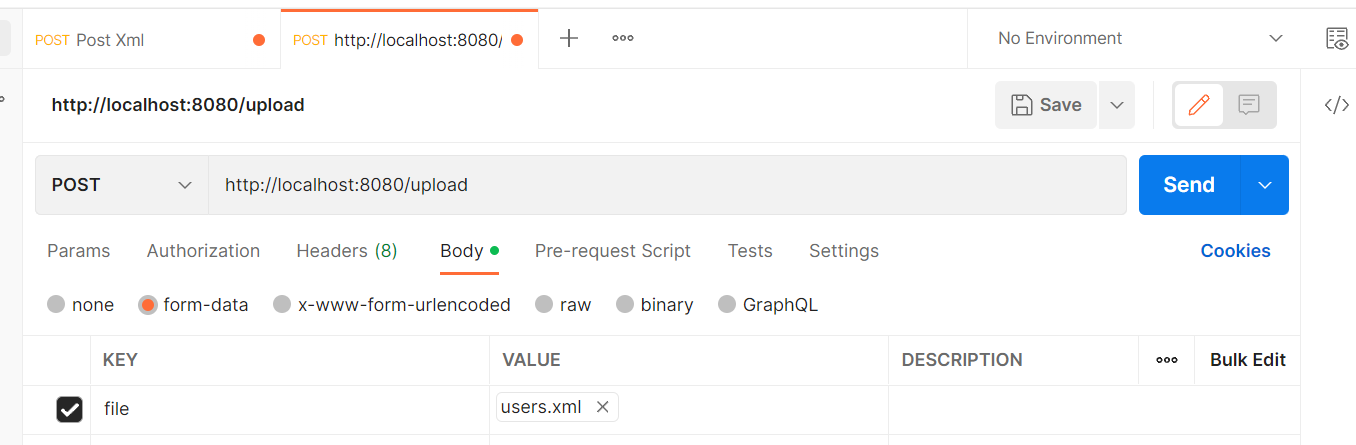 POST Post Xml POST http://localhost:8080/ No Environment
http://localhost:8080/upload Save
POST http://localhost:8080/upload Send
Params Authorization Headers (8) Body Pre-request Script Tests Settings Cookies
none form-data x-www-form-urlencoded raw binary GraphQL
KEY VALUE DESCRIPTION Bulk Edit
file users.xml